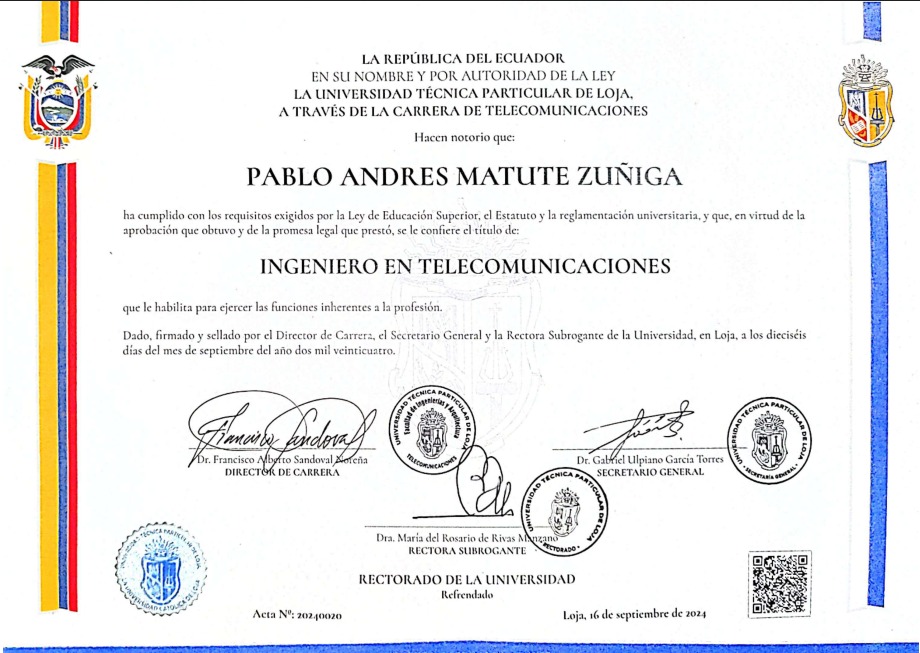 LA REPÚBLICA DEL ECUADOR
EN SU NOMBRE Y POR AUTORIDAD DE LA LEY
LA UNIVERSIDAD TÉCNICA PARTICULAR DE LOJA,
A TRAVÉS DE LA CARRERA DE TELECOMUNICACIONES
Hacen notorio que:
PABLO ANDRES MATUTE ZUÑIGA
ha cumplido con los requisitos exigidos por la Ley de Educación Superior, el Estatuto y la reglamentación universitaria, y que, en virtud de la
aprobación que obtuvo y de la promesa legal que prestó, se le confiere el título de:
INGENIERO EN TELECOMUNICACIONES
que le habilita para ejercer las funciones inherentes a la profesión.
Dado, firmado y sellado por el Director de Carrera, el Secretario General y la Rectora Subrogante de la Universidad, en Loja, a los dieciséis
días del mes de septiembre del año dos mil veinticuatro.
Francisco Sandoval
UNIVERSIDAD TÉCNICA PARTICULAR DE LOJA
Facultad de Ingenierías y Arquitectura
TELECOMUNICACIONES
UNIVERSIDAD TÉCNICA PARTICULAR DE LOJA
• SECRETARÍA GENERAL •
Dr. Francisco Alberto Sandoval Noreña
DIRECTOR DE CARRERA
Dr. Gabriel Ulpiano García Torres
SECRETARIO GENERAL
UNIVERSIDAD TÉCNICA PARTICULAR DE LOJA
• RECTORADO •
Dra. María del Rosario de Rivas Manzano
RECTORA SUBROGANTE
RECTORADO DE LA UNIVERSIDAD
Refrendado
Acta Nº: 20240020
Loja, 16 de septiembre de 2024